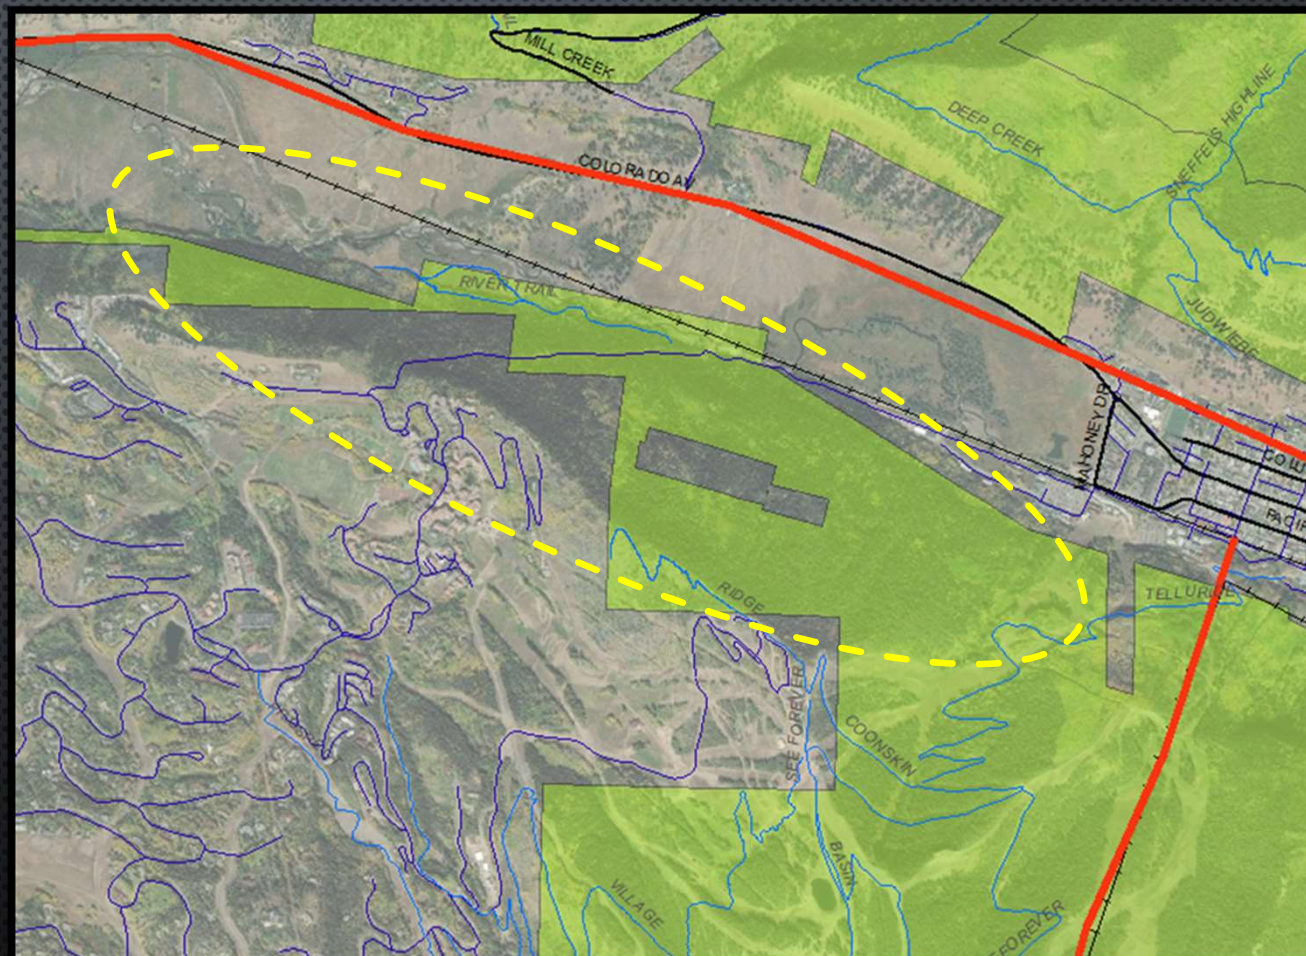 MILL CREEK
DEEP CREEK
SNEFFELS HIGHLINE
COLORADO AV
RIVER TRAIL
JUDWIEBE
MAHONEY DR
PACIF
RIDGE
TELLURIDE
SEE FOREVER
COONSKIN
BASIN
VILLAGE
FOREVER